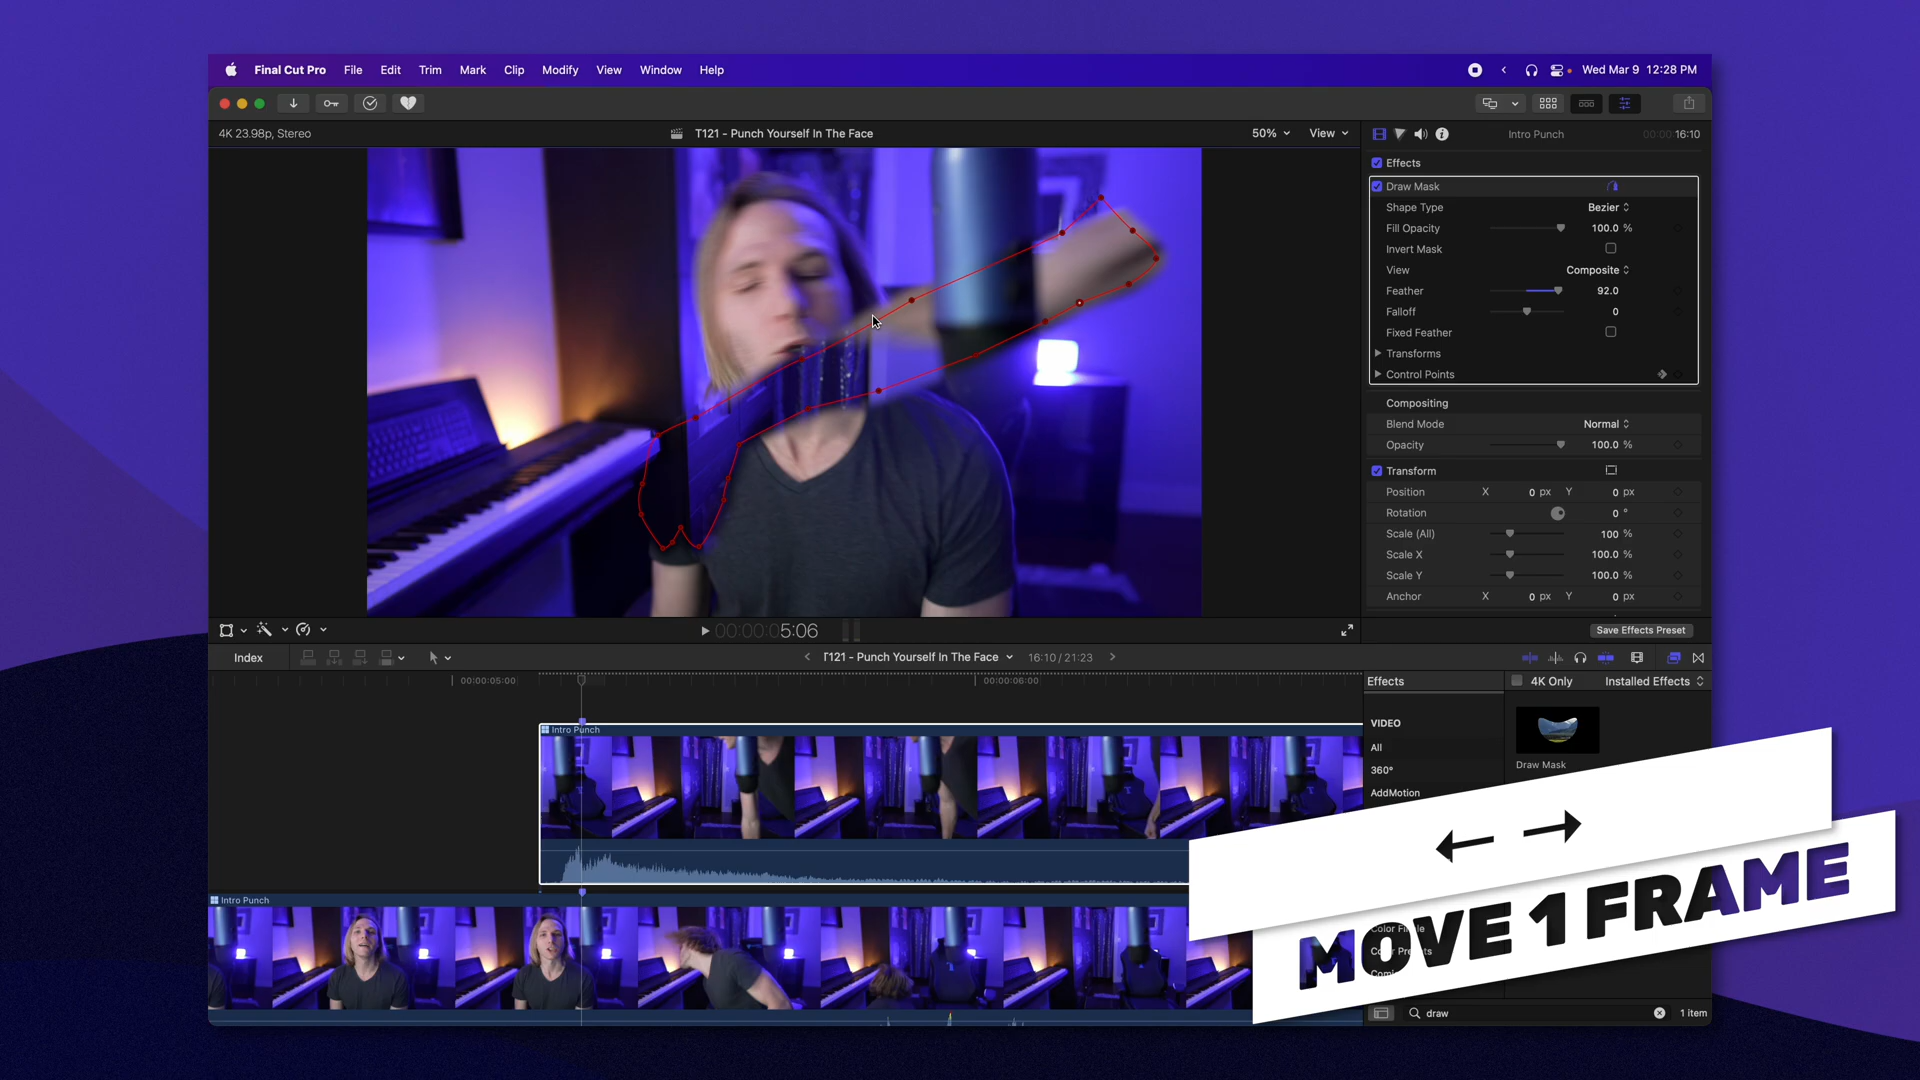 Final Cut Pro File Edit Trim Mark Clip Modify View Window Help
Wed Mar 9 12:28 PM
4K 23.98p, Stereo
T121 - Punch Yourself In The Face
50%
View
Intro Punch
00:00:16:10
Effects
Draw Mask
Shape Type Bezier
Fill Opacity 100.0 %
Invert Mask
View Composite
Feather 92.0
Falloff 0
Fixed Feather
Transforms
Control Points
Compositing
Blend Mode Normal
Opacity 100.0 %
Transform
Position X 0 px Y 0 px
Rotation 0 °
Scale (All) 100 %
Scale X 100.0 %
Scale Y 100.0 %
Anchor X 0 px Y 0 px
00:00:05:06
Save Effects Preset
Index
T121 - Punch Yourself In The Face
16:10 / 21:23
00:00:05:00
00:00:06:00
Intro Punch
Intro Punch
Effects
4K Only
Installed Effects
VIDEO
All
360°
AddMotion
Draw Mask
← →
MOVE 1 FRAME
draw
1 item